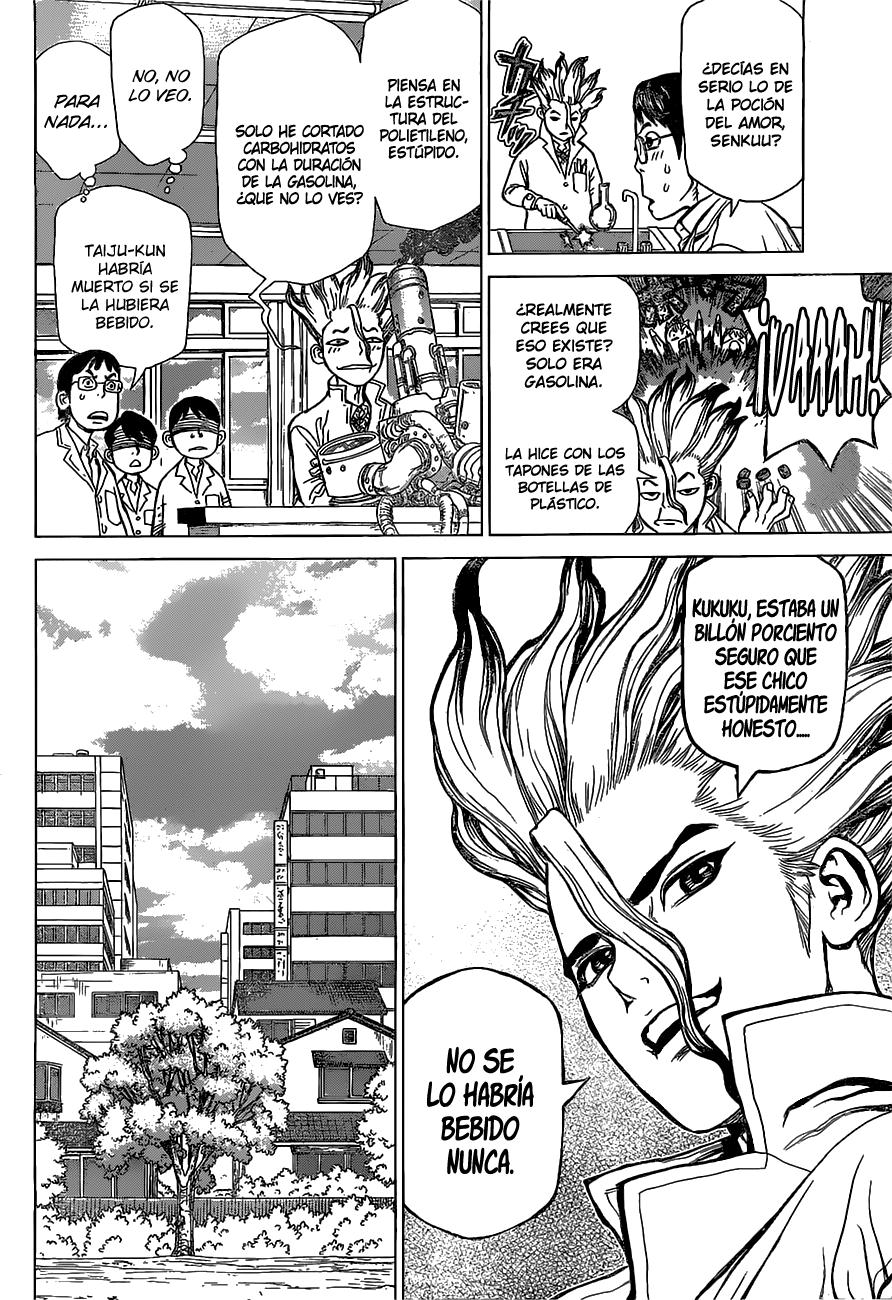 ¿DECÍAS EN
SERIO LO DE
LA POCIÓN
DEL AMOR,
SENKUU?
¡UAAAH!
¿REALMENTE
CREES QUE
ESO EXISTE?
SOLO ERA
GASOLINA.
LA HICE CON LOS
TAPONES DE LAS
BOTELLAS DE
PLÁSTICO.
PIENSA EN
LA ESTRUC-
TURA DEL
POLIETILENO,
ESTÚPIDO.
SOLO HE CORTADO
CARBOHIDRATOS
CON LA DURACIÓN
DE LA GASOLINA,
¿QUE NO LO VES?
NO, NO
LO VEO.
PARA
NADA...
TAIJU-KUN
HABRÍA
MUERTO SI SE
LA HUBIERA
BEBIDO.
KUKUKU, ESTABA UN
BILLÓN PORCIENTO
SEGURO QUE
ESE CHICO
ESTÚPIDAMENTE
HONESTO.....
NO SE
LO HABRÍA
BEBIDO
NUNCA.